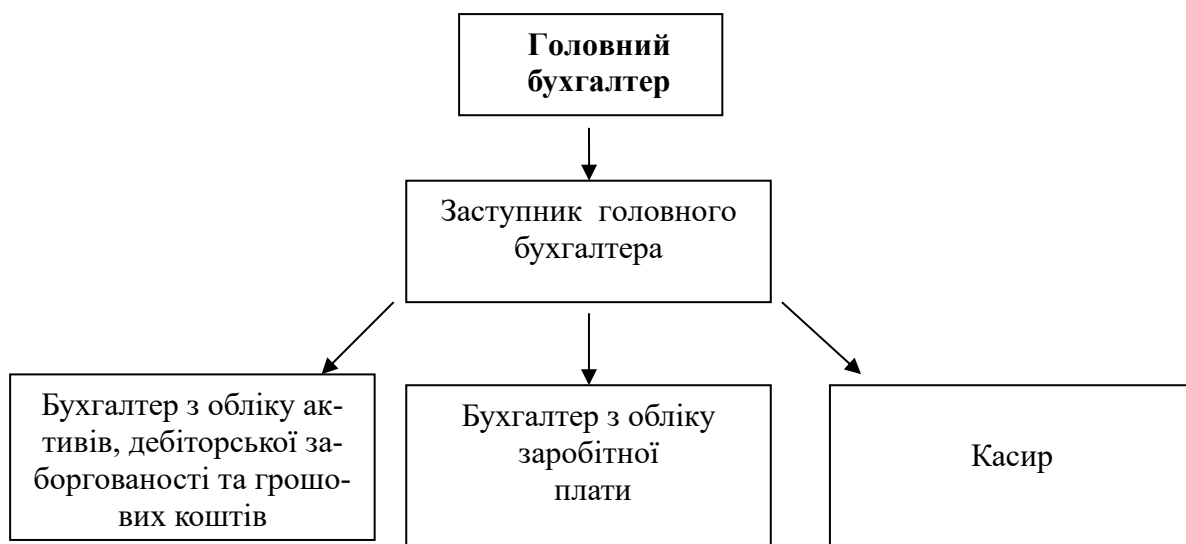 Головний
бухгалтер
Заступник головного
бухгалтера
Бухгалтер з обліку ак-
тивів, дебіторської за-
боргованості та грошо-
вих коштів
Бухгалтер з обліку
заробітної
плати
Касир